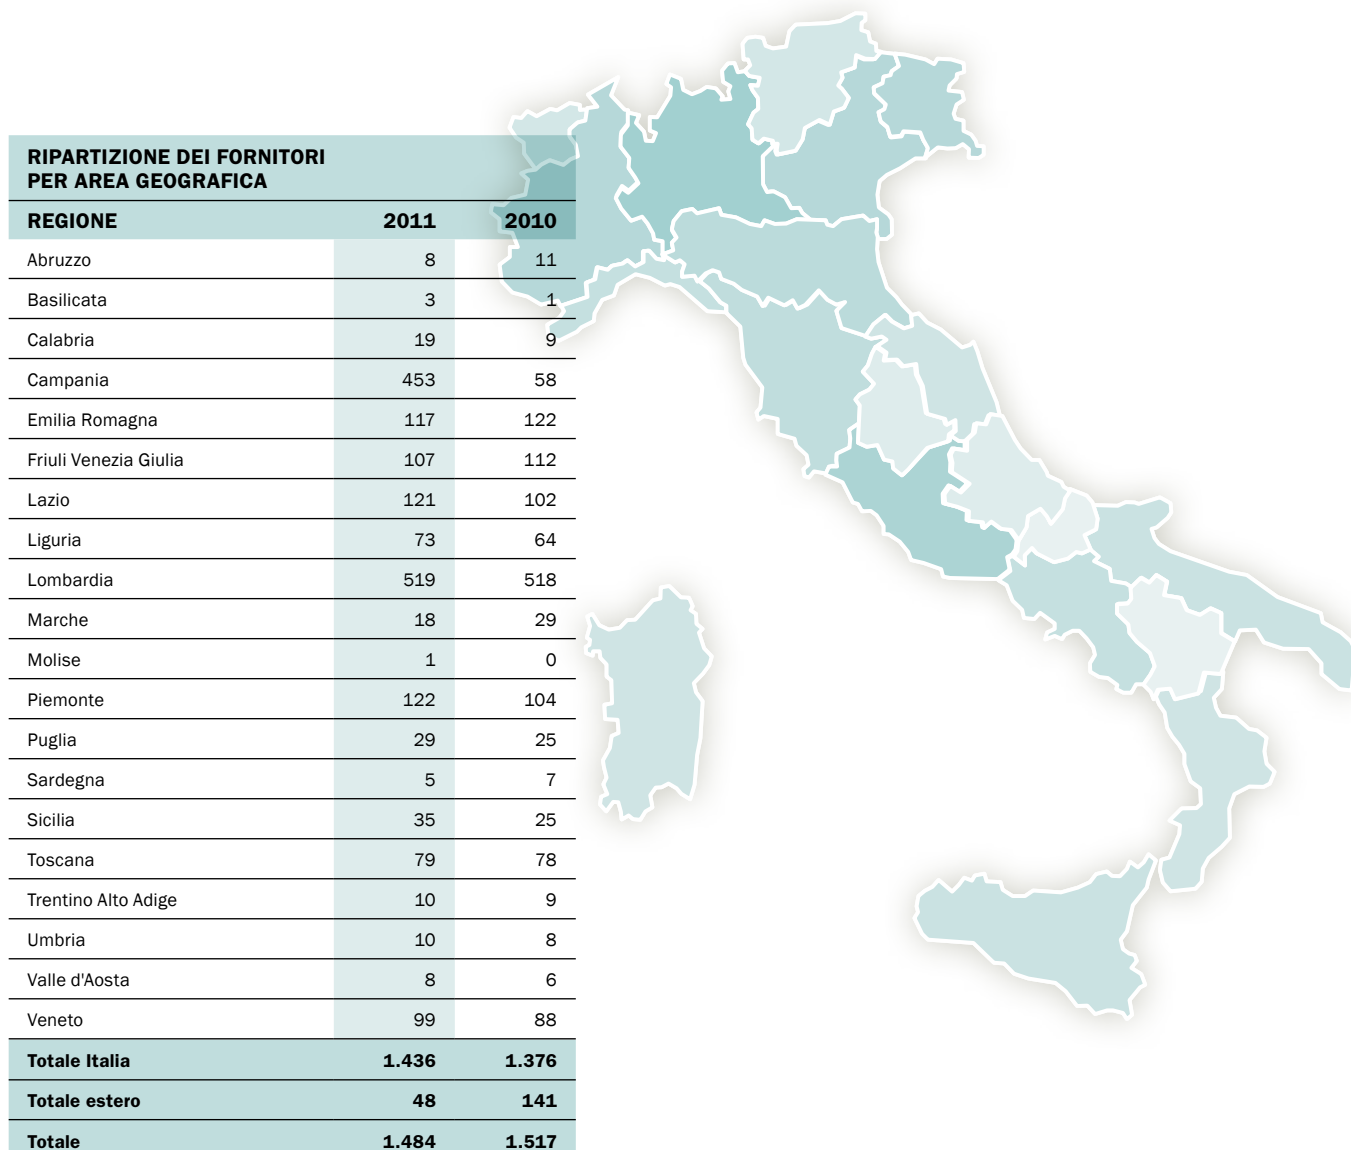 RIPARTIZIONE DEI FORNITORI
PER AREA GEOGRAFICA
REGIONE 2011 2010
Abruzzo 8 11
Basilicata 3 1
Calabria 19 9
Campania 453 58
Emilia Romagna 117 122
Friuli Venezia Giulia 107 112
Lazio 121 102
Liguria 73 64
Lombardia 519 518
Marche 18 29
Molise 1 0
Piemonte 122 104
Puglia 29 25
Sardegna 5 7
Sicilia 35 25
Toscana 79 78
Trentino Alto Adige 10 9
Umbria 10 8
Valle d'Aosta 8 6
Veneto 99 88
Totale Italia 1.436 1.376
Totale estero 48 141
Totale 1.484 1.517